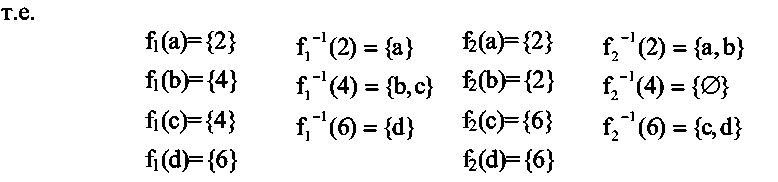 т.е.
f₁(a)={2} f₁⁻¹(2) = {a} f₂(a)={2} f₂⁻¹(2) = {a, b}
f₁(b)={4} f₁⁻¹(4) = {b, c} f₂(b)={2} f₂⁻¹(4) = {∅}
f₁(c)={4} f₁⁻¹(6) = {d} f₂(c)={6} f₂⁻¹(6) = {c, d}
f₁(d)={6} f₂(d)={6}